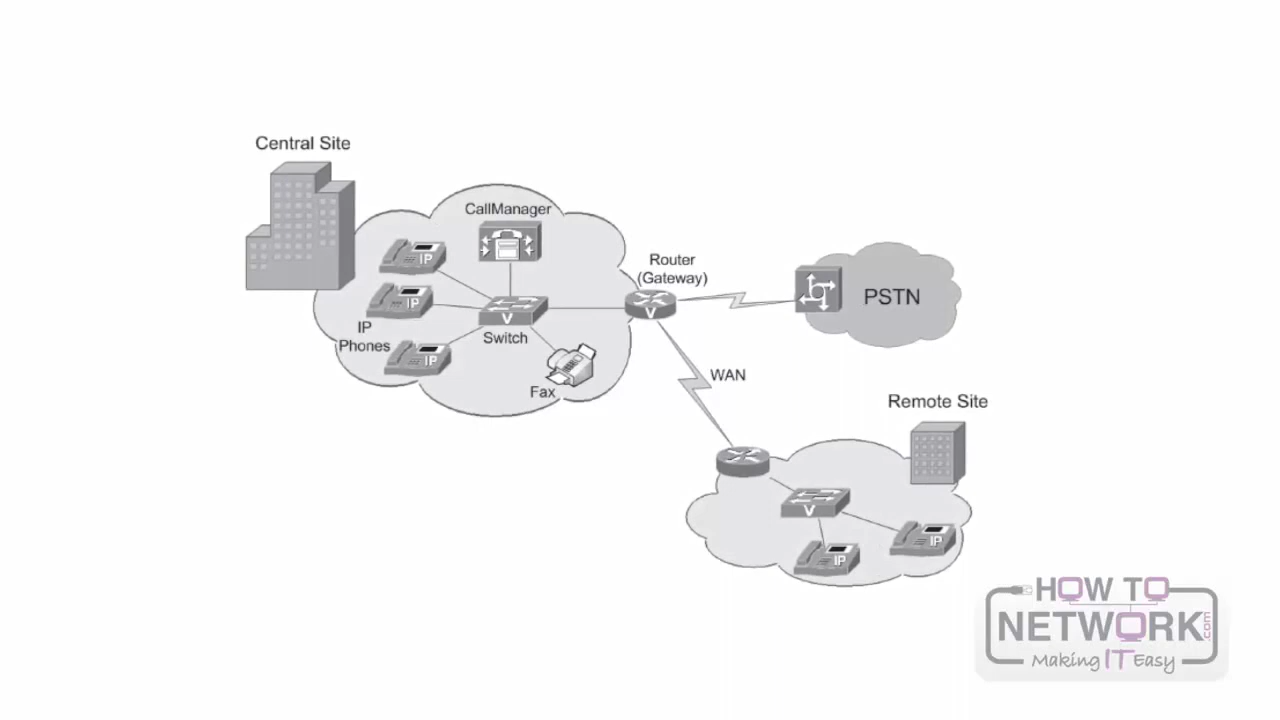 Central Site
CallManager
IP
IP
IP
Phones
IP
V
Switch
Fax
Router
(Gateway)
V
PSTN
WAN
Remote Site
V
IP
IP
HOW TO
NETWORK.com
Making IT Easy